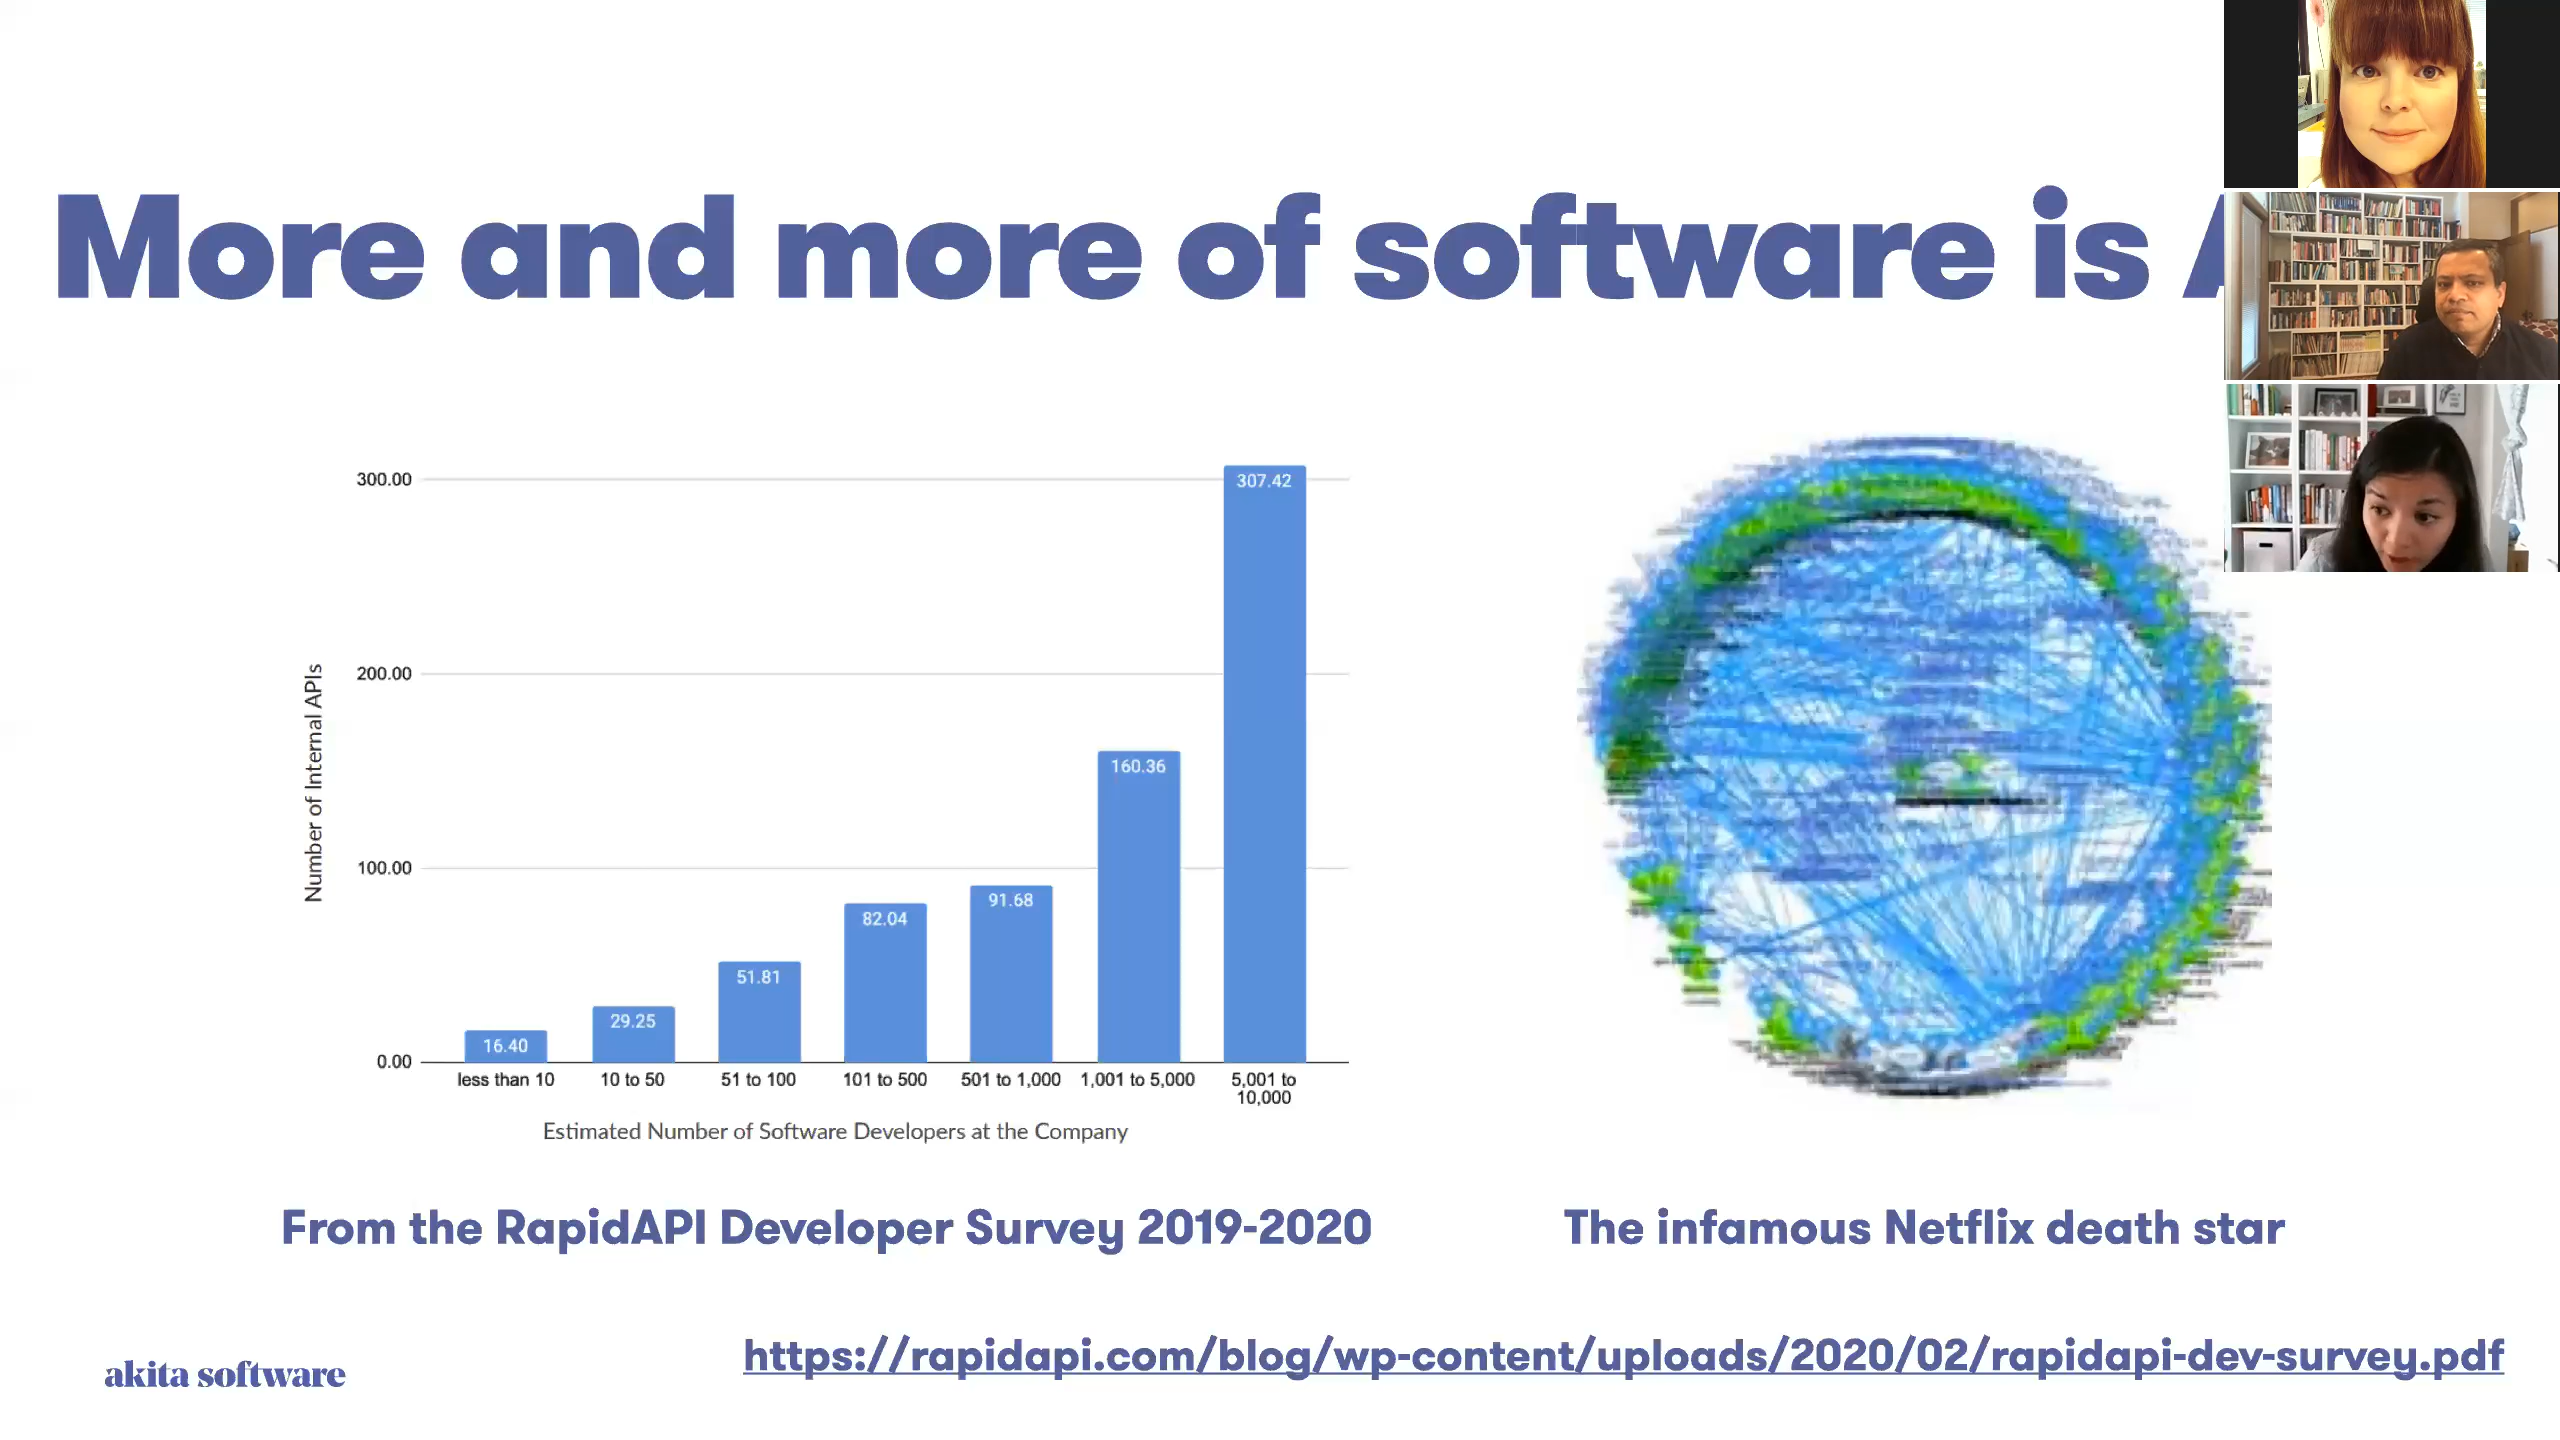 More and more of software is A
300.00
200.00
100.00
0.00
Number of Internal APIs
16.40
29.25
51.81
82.04
91.68
160.36
307.42
less than 10
10 to 50
51 to 100
101 to 500
501 to 1,000
1,001 to 5,000
5,001 to
10,000
Estimated Number of Software Developers at the Company
From the RapidAPI Developer Survey 2019-2020
The infamous Netflix death star
https://rapidapi.com/blog/wp-content/uploads/2020/02/rapidapi-dev-survey.pdf
akita software